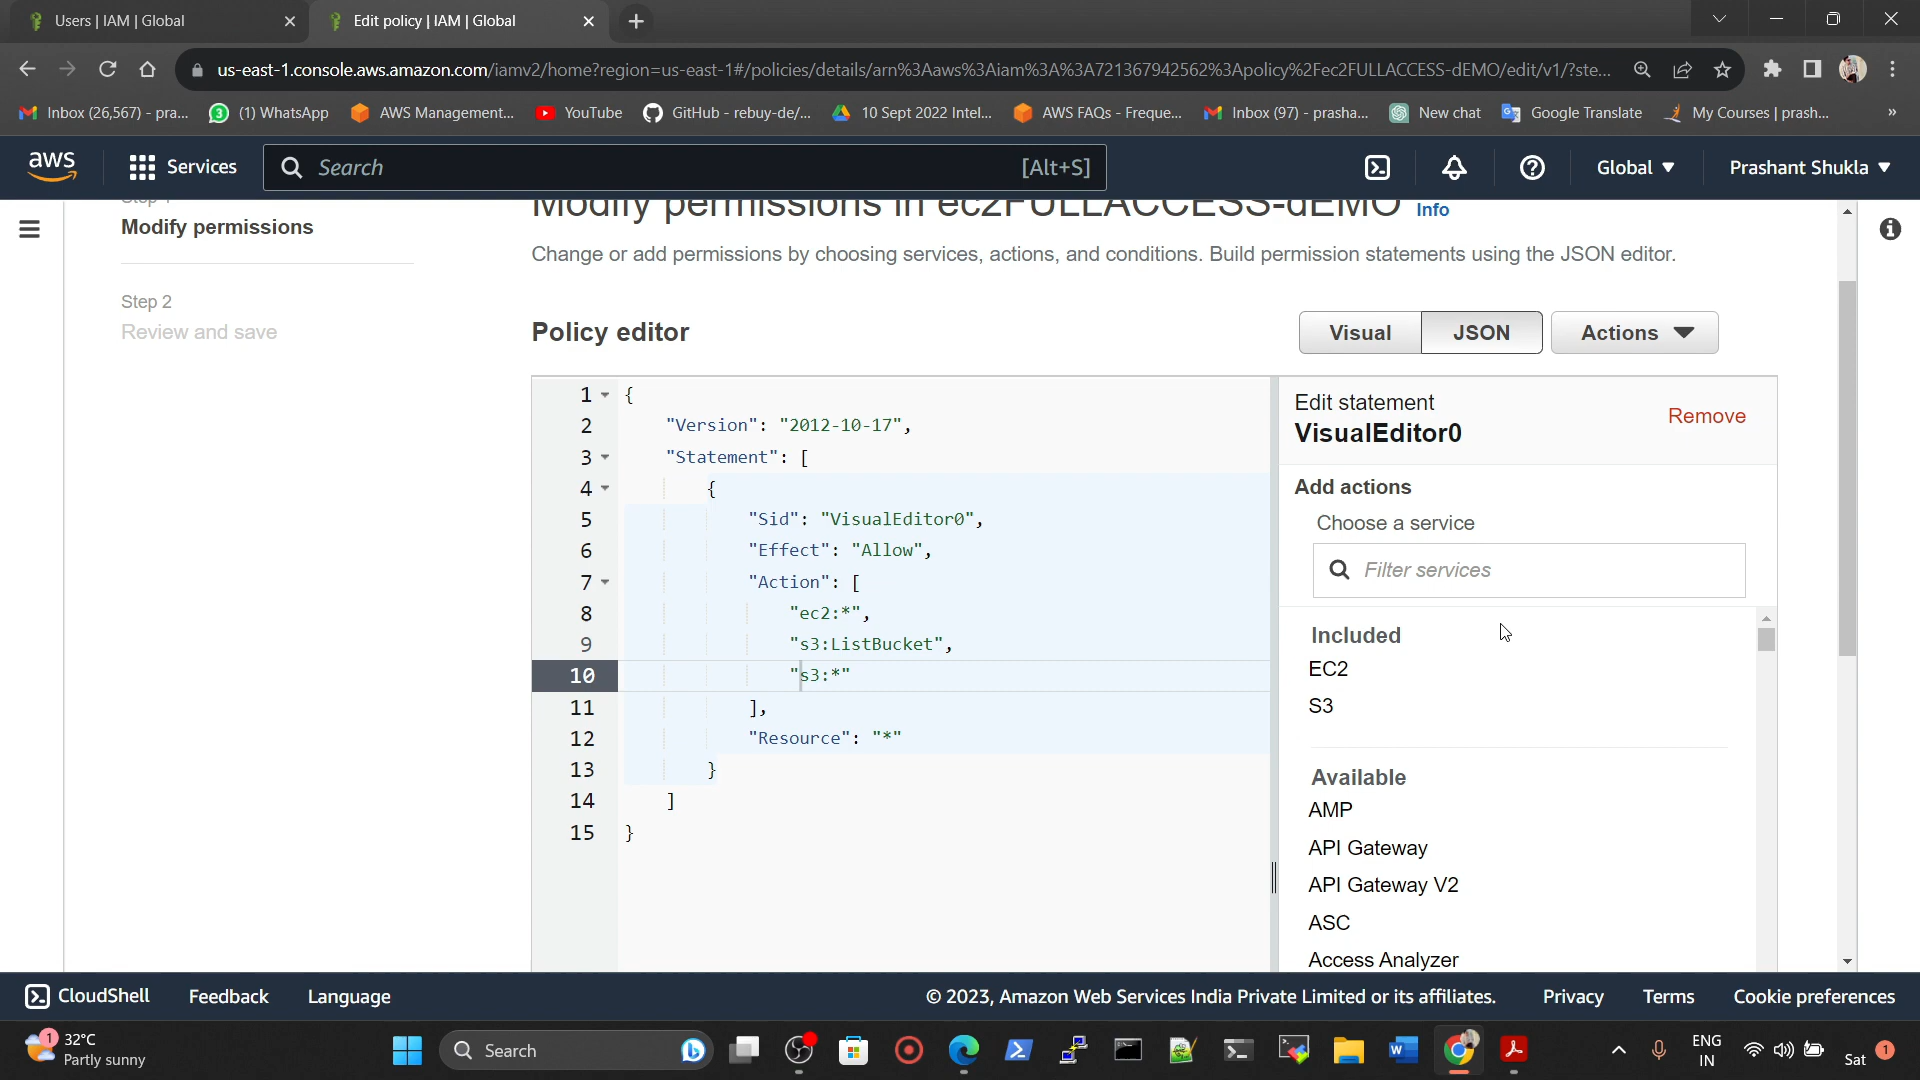 Users | IAM | Global
Edit policy | IAM | Global
us-east-1.console.aws.amazon.com/iamv2/home?region=us-east-1#/policies/details/arn%3Aaws%3Aiam%3A%3A721367942562%3Apolicy%2Fec2FULLACCESS-dEMO/edit/v1/?ste...
Inbox (26,567) - pra...
(1) WhatsApp
AWS Management...
YouTube
GitHub - rebuy-de/...
10 Sept 2022 Intel...
AWS FAQs - Freque...
Inbox (97) - prasha...
New chat
Google Translate
My Courses | prash...
»
aws
Services
Search
[Alt+S]
Global
Prashant Shukla
Step 1
Modify permissions
Step 2
Review and save
Modify permissions in ec2FULLACCESS-dEMO Info
Change or add permissions by choosing services, actions, and conditions. Build permission statements using the JSON editor.
Policy editor
Visual
JSON
Actions
1 {
2 "Version": "2012-10-17",
3 "Statement": [
4 {
5 "Sid": "VisualEditor0",
6 "Effect": "Allow",
7 "Action": [
8 "ec2:*",
9 "s3:ListBucket",
10 "s3:*"
11 ],
12 "Resource": "*"
13 }
14 ]
15 }
Edit statement
VisualEditor0
Remove
Add actions
Choose a service
Filter services
Included
EC2
S3
Available
AMP
API Gateway
API Gateway V2
ASC
Access Analyzer
CloudShell
Feedback
Language
© 2023, Amazon Web Services India Private Limited or its affiliates.
Privacy
Terms
Cookie preferences
1
32°C
Partly sunny
Search
ENG
IN
Sat
1